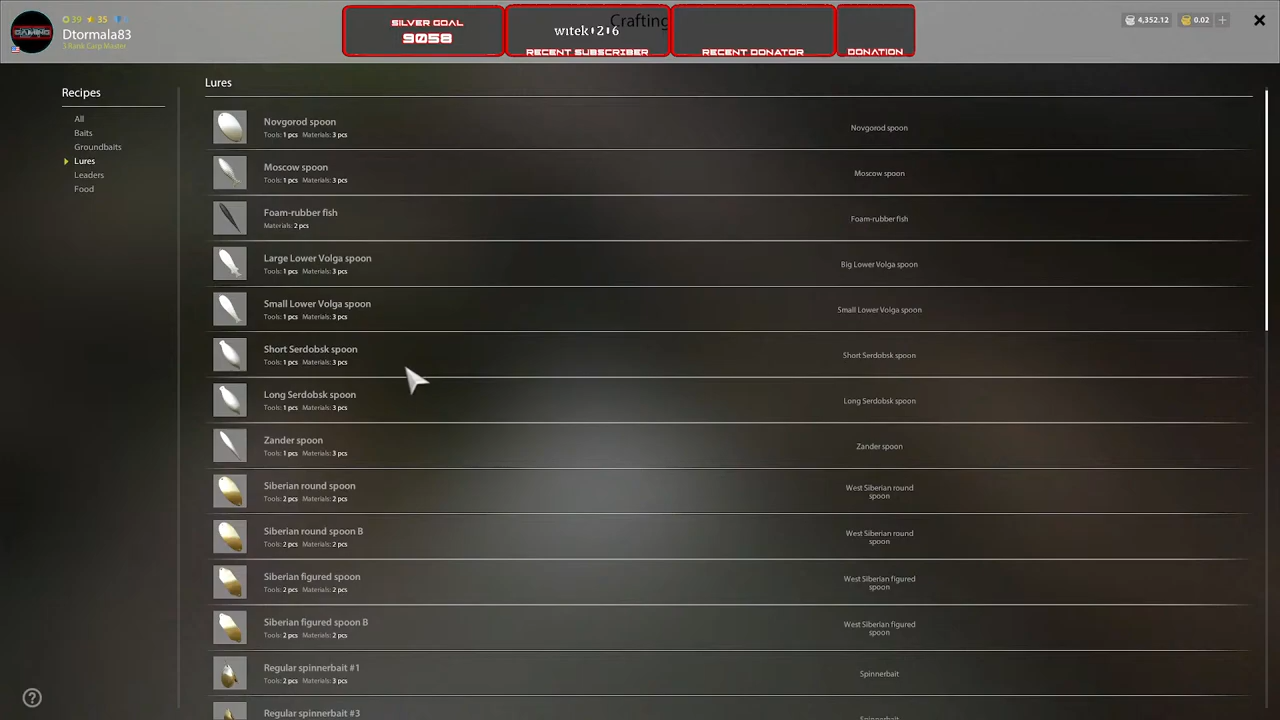 39 35
Dtormala83
3 Rank Carp Master
SILVER GOAL
9058
witek
RECENT SUBSCRIBER
RECENT DONATOR
DONATION
Crafting
4,352.12
0.02
Recipes
All
Baits
Groundbaits
Lures
Leaders
Food
Lures
Novgorod spoon
Tools: 1 pcs Materials: 3 pcs
Novgorod spoon
Moscow spoon
Tools: 1 pcs Materials: 3 pcs
Moscow spoon
Foam-rubber fish
Materials: 2 pcs
Foam-rubber fish
Large Lower Volga spoon
Tools: 1 pcs Materials: 3 pcs
Big Lower Volga spoon
Small Lower Volga spoon
Tools: 1 pcs Materials: 3 pcs
Small Lower Volga spoon
Short Serdobsk spoon
Tools: 1 pcs Materials: 3 pcs
Short Serdobsk spoon
Long Serdobsk spoon
Tools: 1 pcs Materials: 3 pcs
Long Serdobsk spoon
Zander spoon
Tools: 1 pcs Materials: 3 pcs
Zander spoon
Siberian round spoon
Tools: 2 pcs Materials: 2 pcs
West Siberian round
spoon
Siberian round spoon B
Tools: 2 pcs Materials: 2 pcs
West Siberian round
spoon
Siberian figured spoon
Tools: 2 pcs Materials: 2 pcs
West Siberian figured
spoon
Siberian figured spoon B
Tools: 2 pcs Materials: 2 pcs
West Siberian figured
spoon
Regular spinnerbait #1
Tools: 2 pcs Materials: 3 pcs
Spinnerbait
Regular spinnerbait #3
Spinnerbait